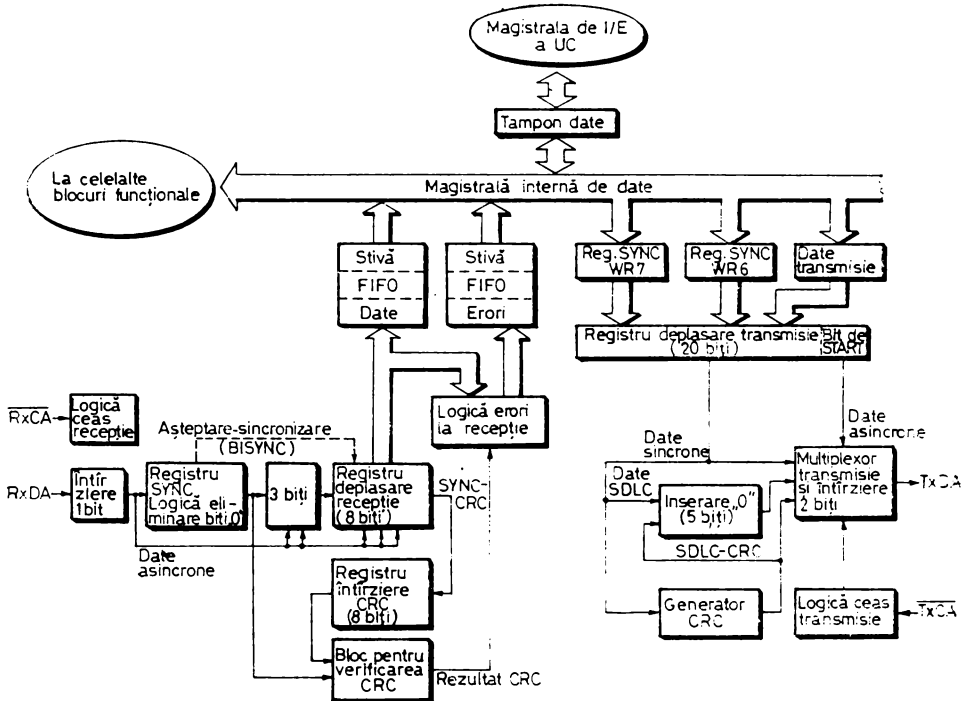 Magistrala de I/E
a UC
Tampon date
La celelalte
blocuri funcționale
Magistrală internă de date
Stivă
FIFO
Date
Stivă
FIFO
Erori
Reg. SYNC
WR7
Reg. SYNC
WR6
Date
transmisie
Registru deplasare transmisie
(20 biți)
Bit de
START
RxCA
Logică
ceas
recepție
Așteptare-sincronizare
(BISYNC)
Logică erori
la recepție
RxDA
Întîr-
ziere
1bit
Registru
SYNC
Logică eli-
minare biți„0”
3 biți
Registru
deplasare
recepție
(8 biți)
SYNC-
CRC
Date
asincrone
Registru
întîrziere
CRC
(8 biți)
Bloc pentru
verificarea
CRC
Rezultat CRC
Date
sincrone
Date
asincrone
Date
SDLC
Inserare „0”
(5 biți)
SDLC-CRC
Multiplexor
transmisie
si întîrziere
2 biți
TxDA
Generator
CRC
Logică ceas
transmisie
TxCA